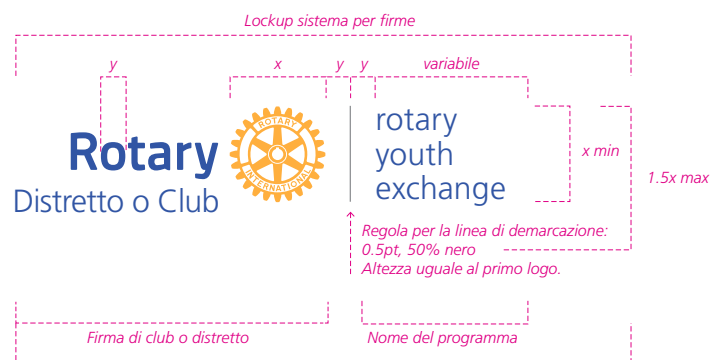 Lockup sistema per firme
y x y y variabile
ROTARY
INTERNATIONAL
Rotary
Distretto o Club
rotary
youth
exchange
x min
1.5x max
Regola per la linea di demarcazione:
0.5pt, 50% nero
Altezza uguale al primo logo.
Firma di club o distretto
Nome del programma